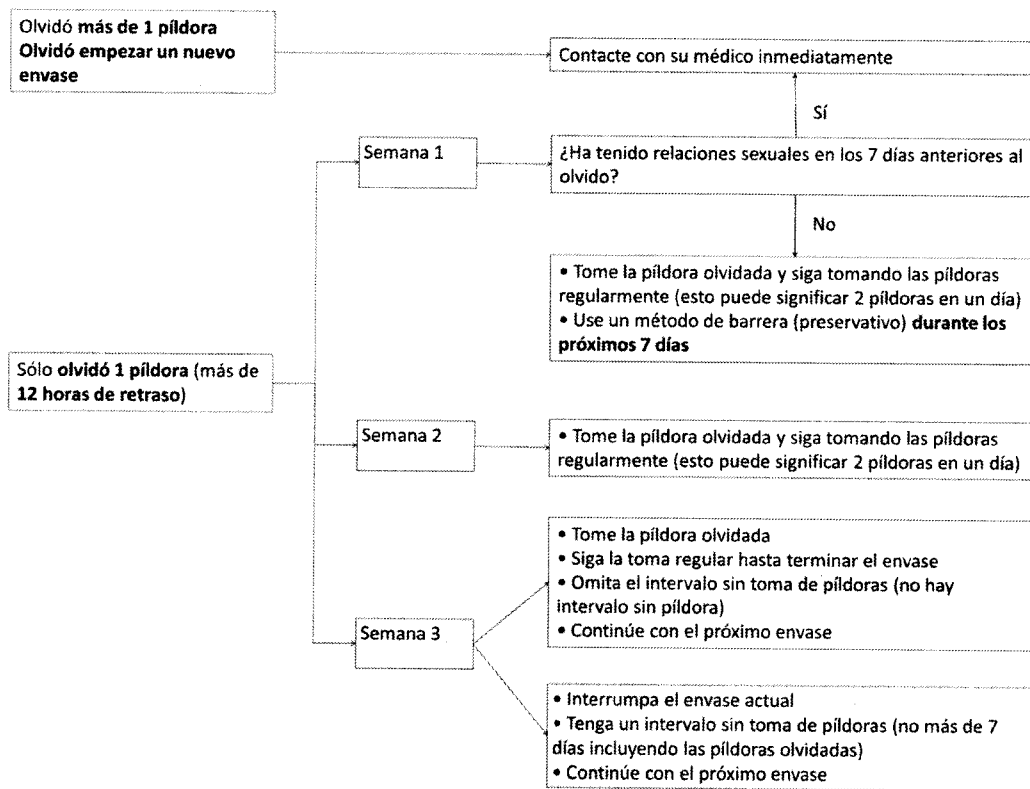 Olvidó más de 1 píldora
Olvidó empezar un nuevo
envase
Contacte con su médico inmediatamente
Sí
Semana 1
¿Ha tenido relaciones sexuales en los 7 días anteriores al
olvido?
No
• Tome la píldora olvidada y siga tomando las píldoras
regularmente (esto puede significar 2 píldoras en un día)
• Use un método de barrera (preservativo) durante los
próximos 7 días
Sólo olvidó 1 píldora (más de
12 horas de retraso)
Semana 2
• Tome la píldora olvidada y siga tomando las píldoras
regularmente (esto puede significar 2 píldoras en un día)
Semana 3
• Tome la píldora olvidada
• Siga la toma regular hasta terminar el envase
• Omita el intervalo sin toma de píldoras (no hay
intervalo sin píldora)
• Continúe con el próximo envase
• Interrumpa el envase actual
• Tenga un intervalo sin toma de píldoras (no más de 7
días incluyendo las píldoras olvidadas)
• Continúe con el próximo envase